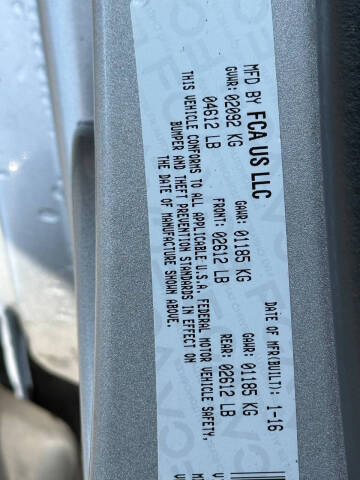 MFD BY FCA US LLC
DATE OF MFR(BUILT): 1-16
GVWR: 02092 KG
GAWR: 01185 KG
GAWR: 01185 KG
04612 LB
FRONT: 02612 LB
REAR: 02612 LB
THIS VEHICLE CONFORMS TO ALL APPLICABLE U.S.A. FEDERAL MOTOR VEHICLE SAFETY,
BUMPER AND THEFT PREVENTION STANDARDS IN EFFECT ON
THE DATE OF MANUFACTURE SHOWN ABOVE.